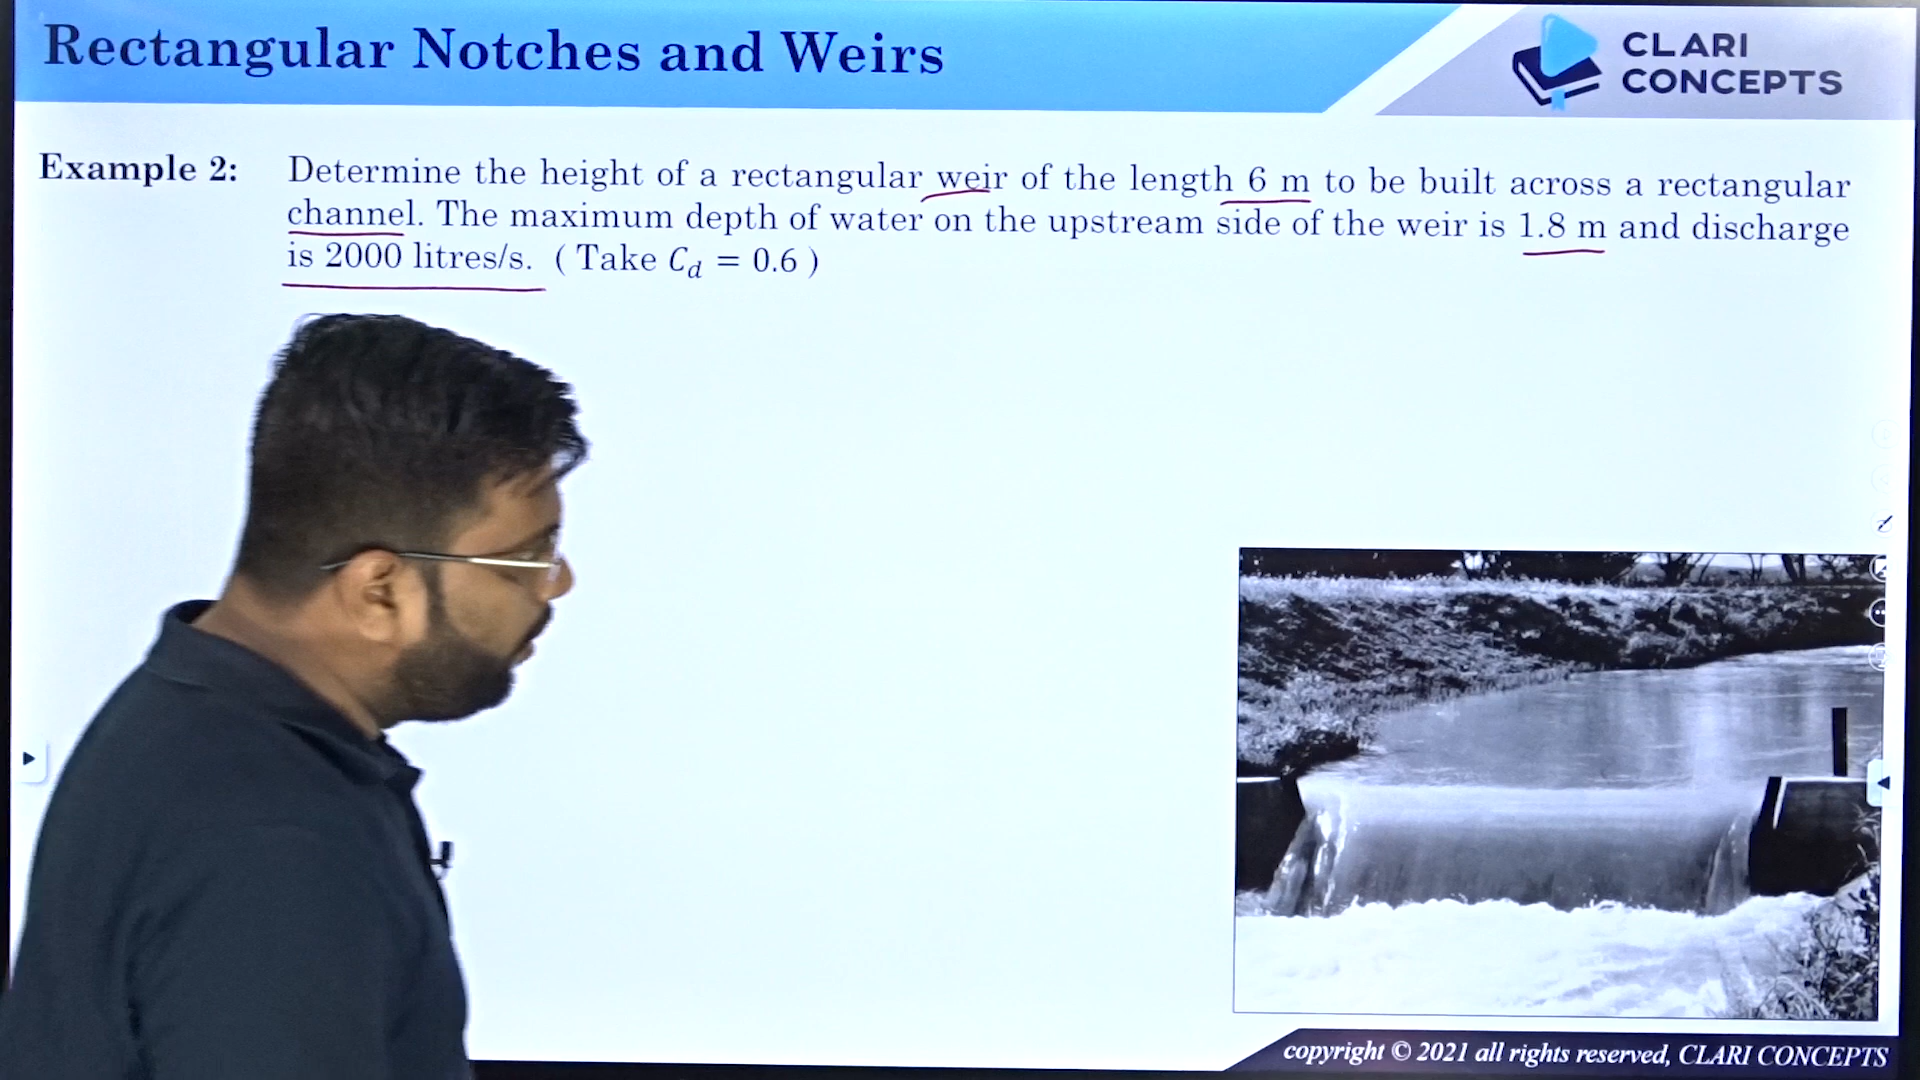 Rectangular Notches and Weirs
CLARI
CONCEPTS
Example 2: Determine the height of a rectangular weir of the length 6 m to be built across a rectangular
channel. The maximum depth of water on the upstream side of the weir is 1.8 m and discharge
is 2000 litres/s. ( Take C_d = 0.6 )
copyright © 2021 all rights reserved, CLARI CONCEPTS